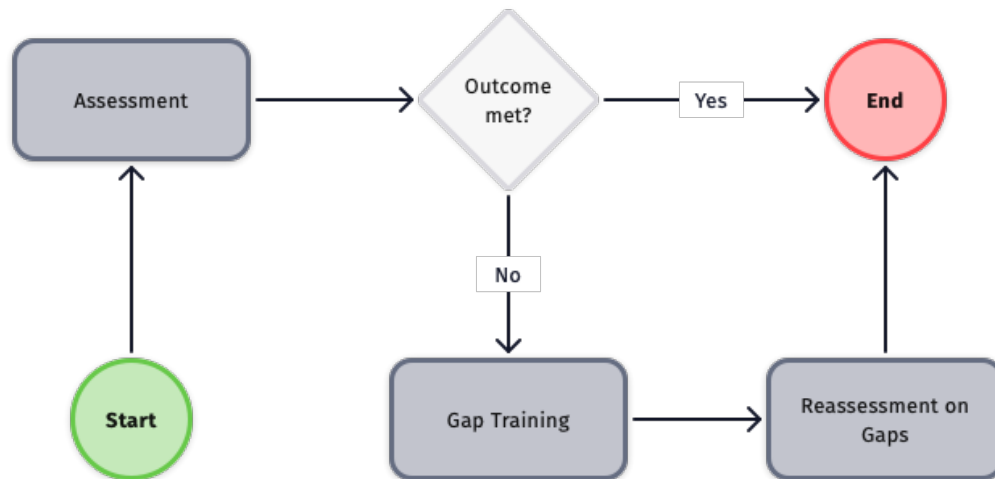 Assessment
Outcome
met?
Yes
End
No
Start
Gap Training
Reassessment on
Gaps